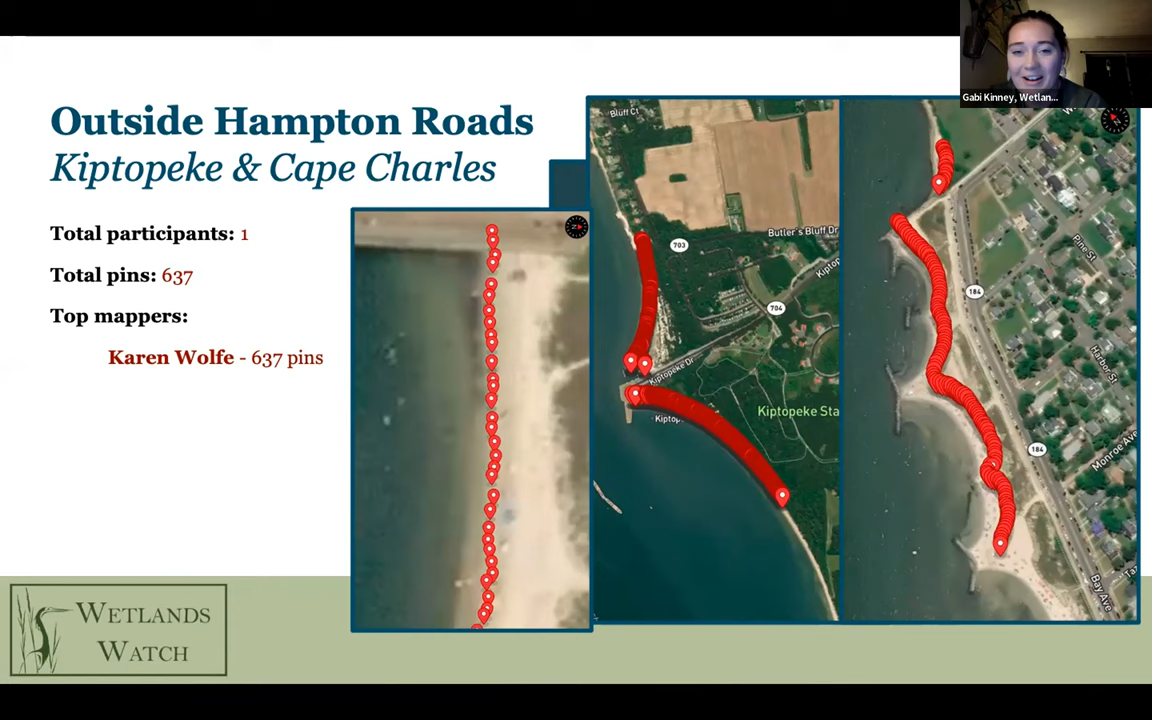 Gabi Kinney, Wetlan...
Outside Hampton Roads
Kiptopeke & Cape Charles
Total participants: 1
Total pins: 637
Top mappers:
Karen Wolfe - 637 pins
Bluff Ct
703
Butler's Bluff Dr
704
Kiptopeke Dr
Kiptop
Kiptopeke Sta
184
Pine St
Harbor St
184
Monroe Ave
Bay Ave
WETLANDS
WATCH